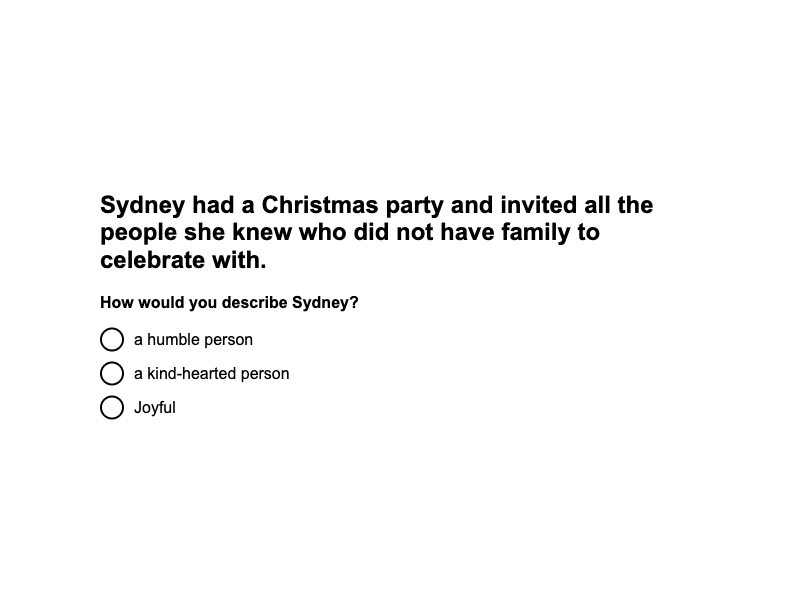 Sydney had a Christmas party and invited all the
people she knew who did not have family to
celebrate with.
How would you describe Sydney?
a humble person
a kind-hearted person
Joyful